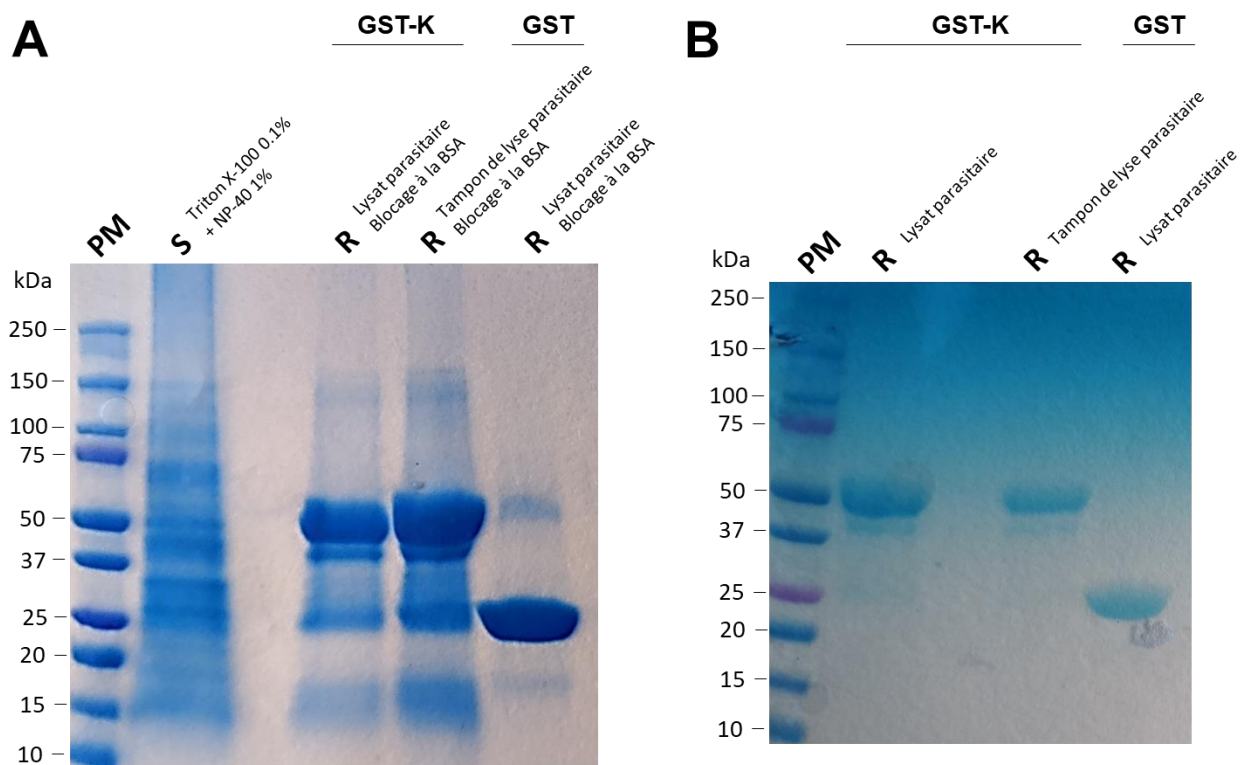 A
GST-K
GST
PM
S
Triton X-100 0.1%
+ NP-40 1%
R
Lysat parasitaire
Blocage à la BSA
R
Tampon de lyse parasitaire
Blocage à la BSA
R
Lysat parasitaire
Blocage à la BSA
kDa
250
150
100
75
50
37
25
20
15
10
B
GST-K
GST
PM
R
Lysat parasitaire
R
Tampon de lyse parasitaire
R
Lysat parasitaire
kDa
250
150
100
75
50
37
25
20
15
10